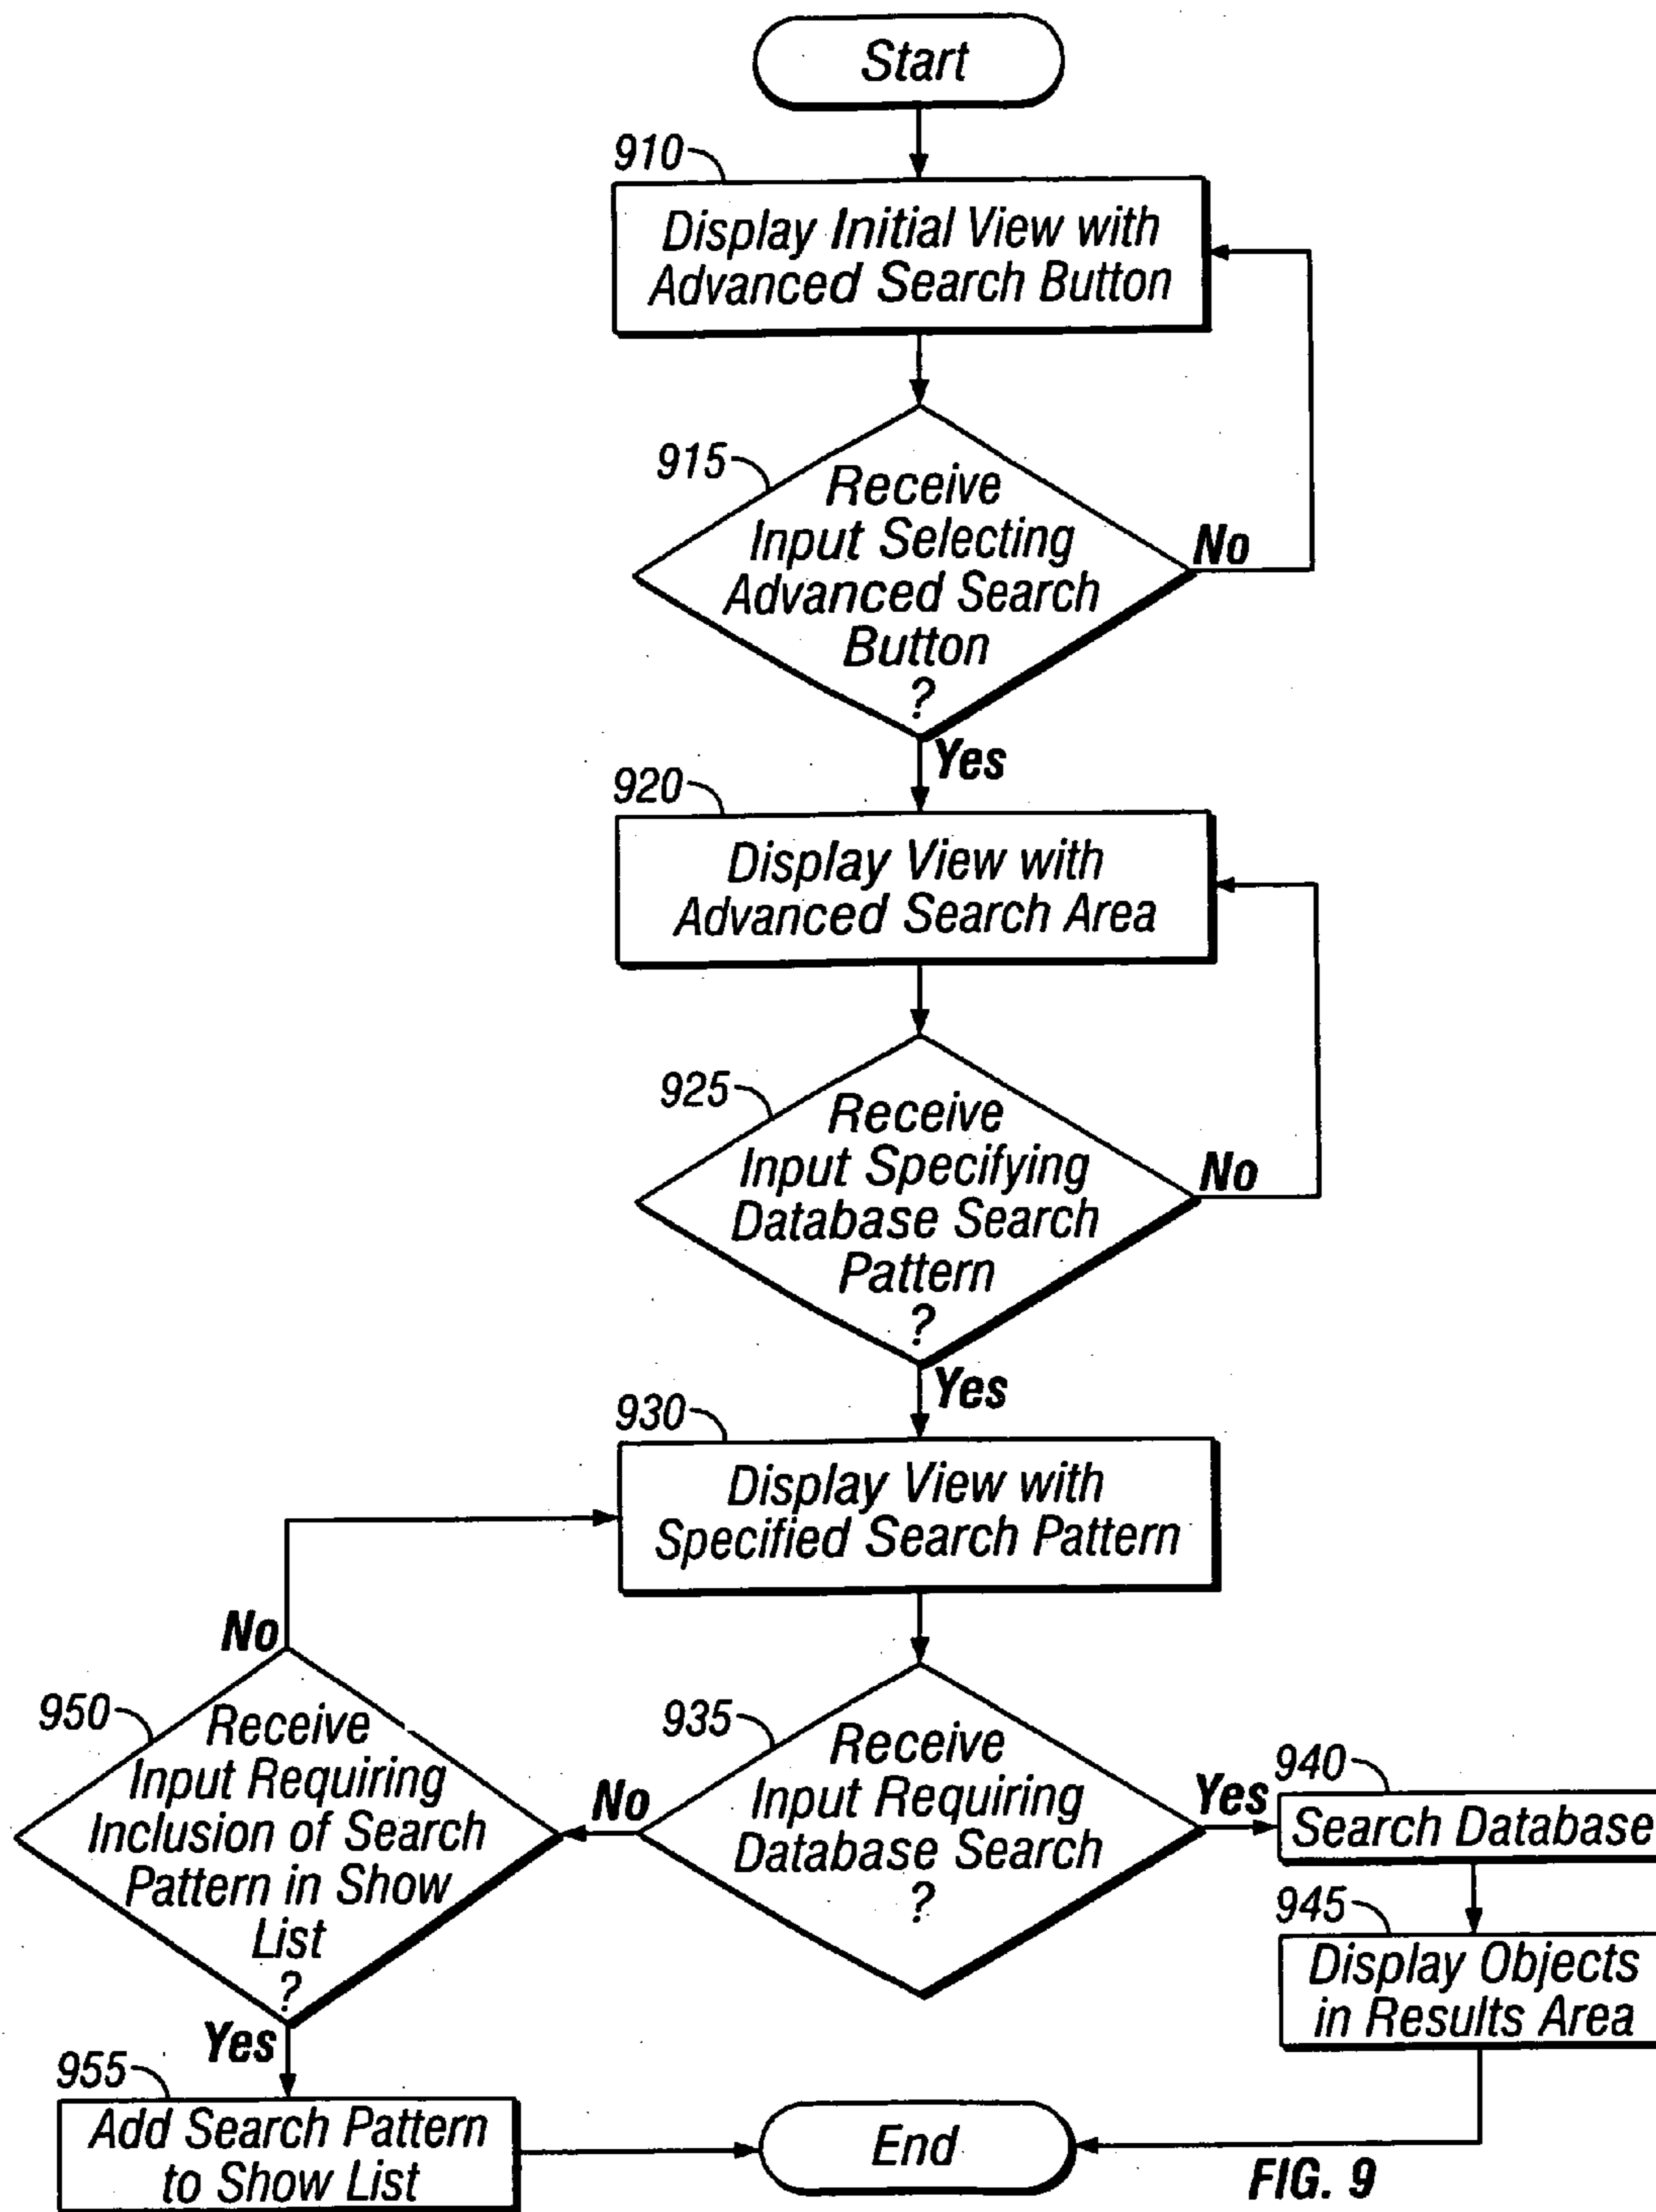 Start
910
Display Initial View with
Advanced Search Button
915
Receive
Input Selecting
Advanced Search
Button
?
No
Yes
920
Display View with
Advanced Search Area
925
Receive
Input Specifying
Database Search
Pattern
?
No
Yes
930
Display View with
Specified Search Pattern
935
Receive
Input Requiring
Database Search
?
Yes
No
940
Search Database
945
Display Objects
in Results Area
950
Receive
Input Requiring
Inclusion of Search
Pattern in Show
List
?
No
Yes
955
Add Search Pattern
to Show List
End
FIG. 9